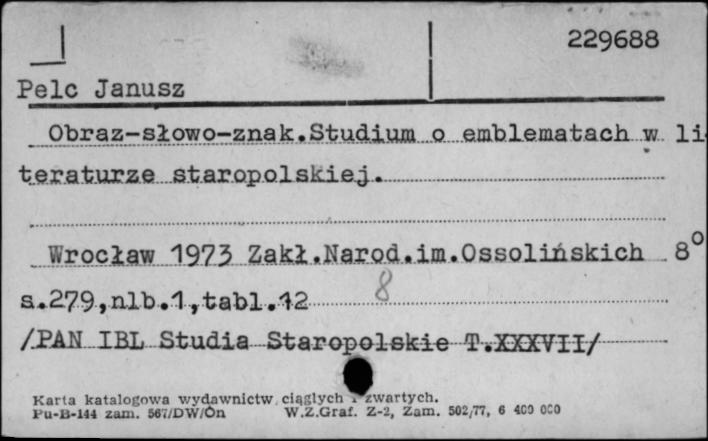 229688
Pelc Janusz
Obraz-słowo-znak.Studium o emblematach w li-
teraturze staropolskiej.
Wrocław 1973 Zakł.Narod.im.Ossolińskich 8°
s.279,nlb.1,tabl.12
8
/PAN IBL Studia Staropolskie T.XXXVII/
Karta katalogowa wydawnictw ciągłych i zwartych.
Pu-B-144 zam. 567/DW/On W.Z.Graf. Z-2, Zam. 502/77, 6 400 000